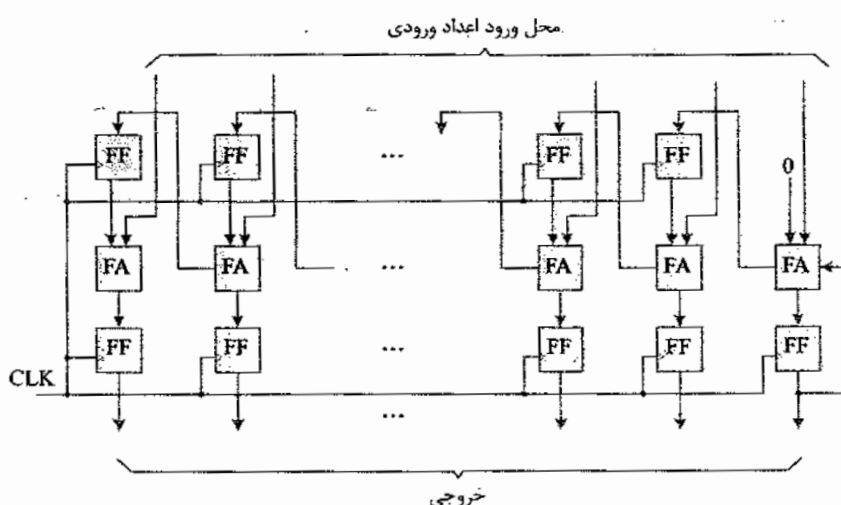 محل ورود اعداد ورودی
FF FF ... FF FF 0
FA FA ... FA FA FA
FF FF ... FF FF FF
CLK
...
خروجی